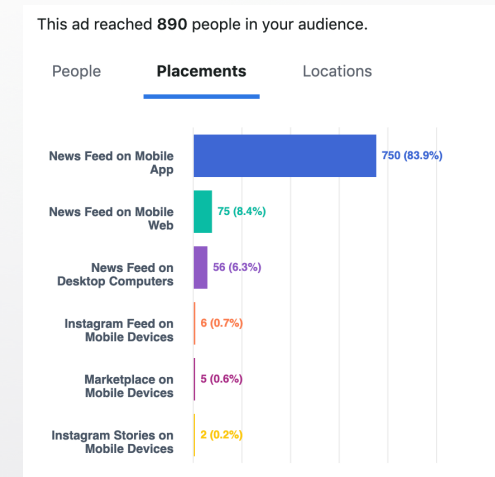 This ad reached 890 people in your audience.
People Placements Locations
News Feed on Mobile
App
750 (83.9%)
News Feed on Mobile
Web
75 (8.4%)
News Feed on
Desktop Computers
56 (6.3%)
Instagram Feed on
Mobile Devices
6 (0.7%)
Marketplace on
Mobile Devices
5 (0.6%)
Instagram Stories on
Mobile Devices
2 (0.2%)